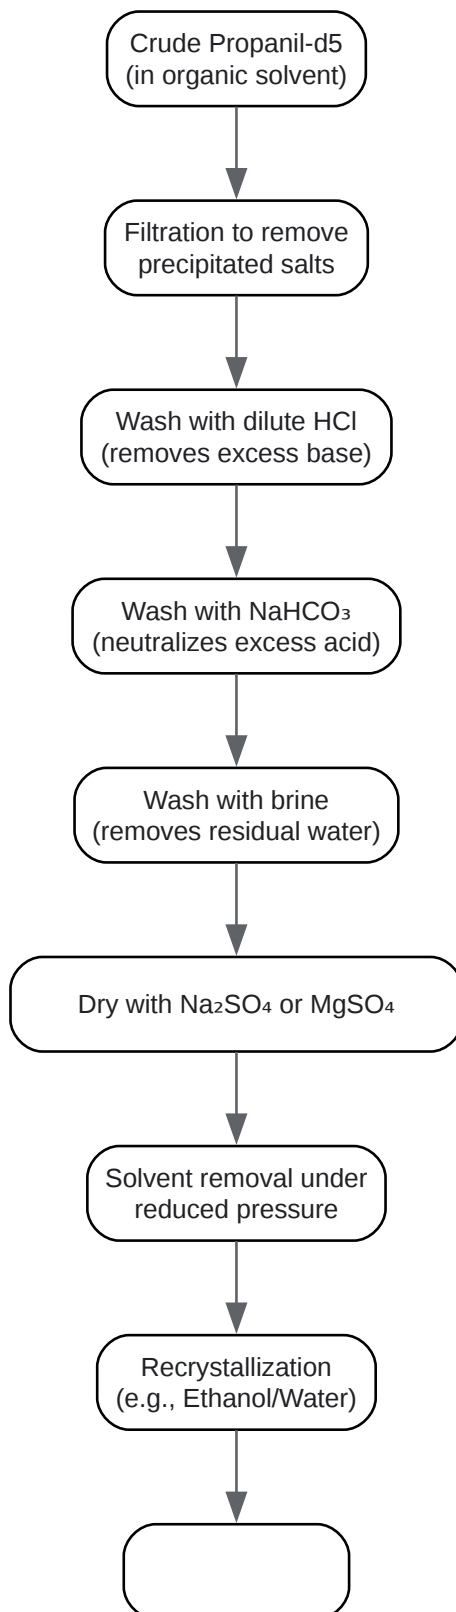 Crude Propanil-d5
(in organic solvent)
Filtration to remove
precipitated salts
Wash with dilute HCl
(removes excess base)
Wash with NaHCO₃
(neutralizes excess acid)
Wash with brine
(removes residual water)
Dry with Na₂SO₄ or MgSO₄
Solvent removal under
reduced pressure
Recrystallization
(e.g., Ethanol/Water)